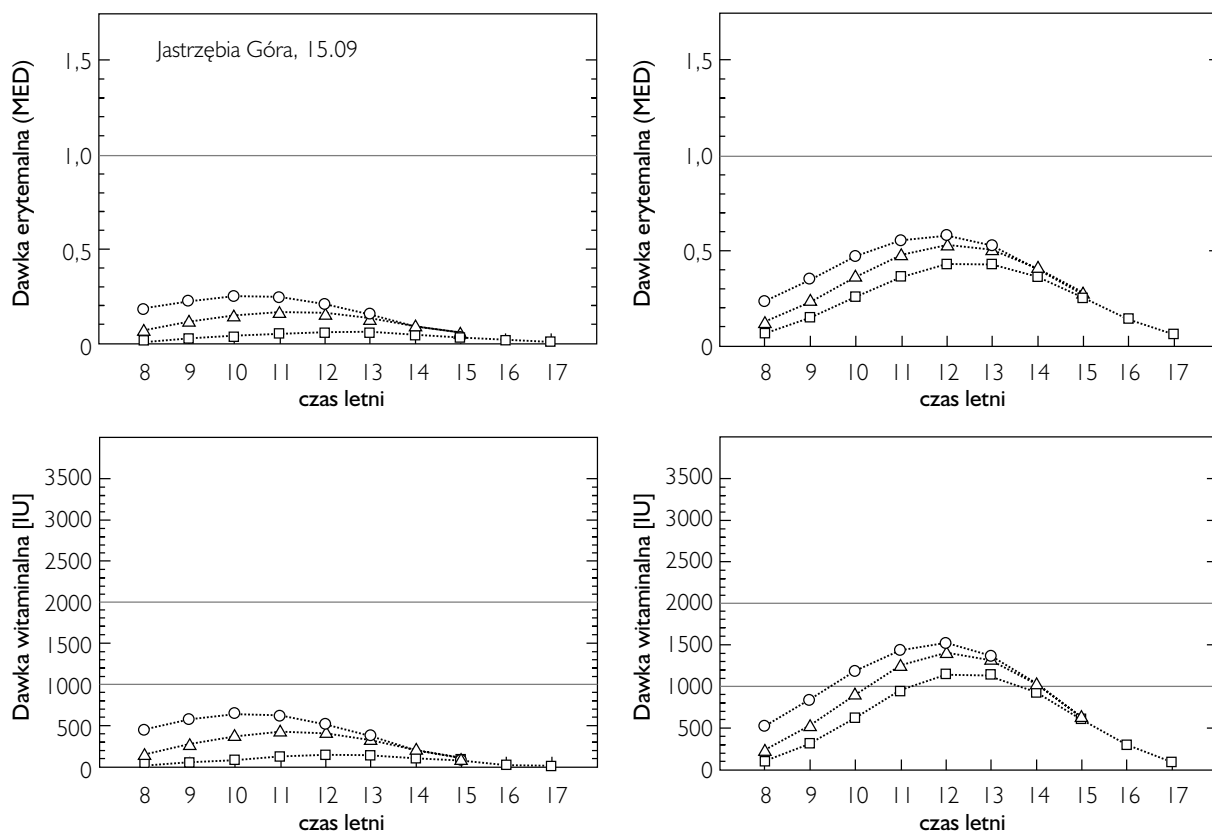 Jastrzębia Góra, 15.09
Dawka erytemalna (MED)
1,5
1,0
0,5
0
8 9 10 11 12 13 14 15 16 17
czas letni
Dawka erytemalna (MED)
1,5
1,0
0,5
0
8 9 10 11 12 13 14 15 16 17
czas letni
Dawka witaminalna [IU]
3500
3000
2500
2000
1500
1000
500
0
8 9 10 11 12 13 14 15 16 17
czas letni
Dawka witaminalna [IU]
3500
3000
2500
2000
1500
1000
500
0
8 9 10 11 12 13 14 15 16 17
czas letni